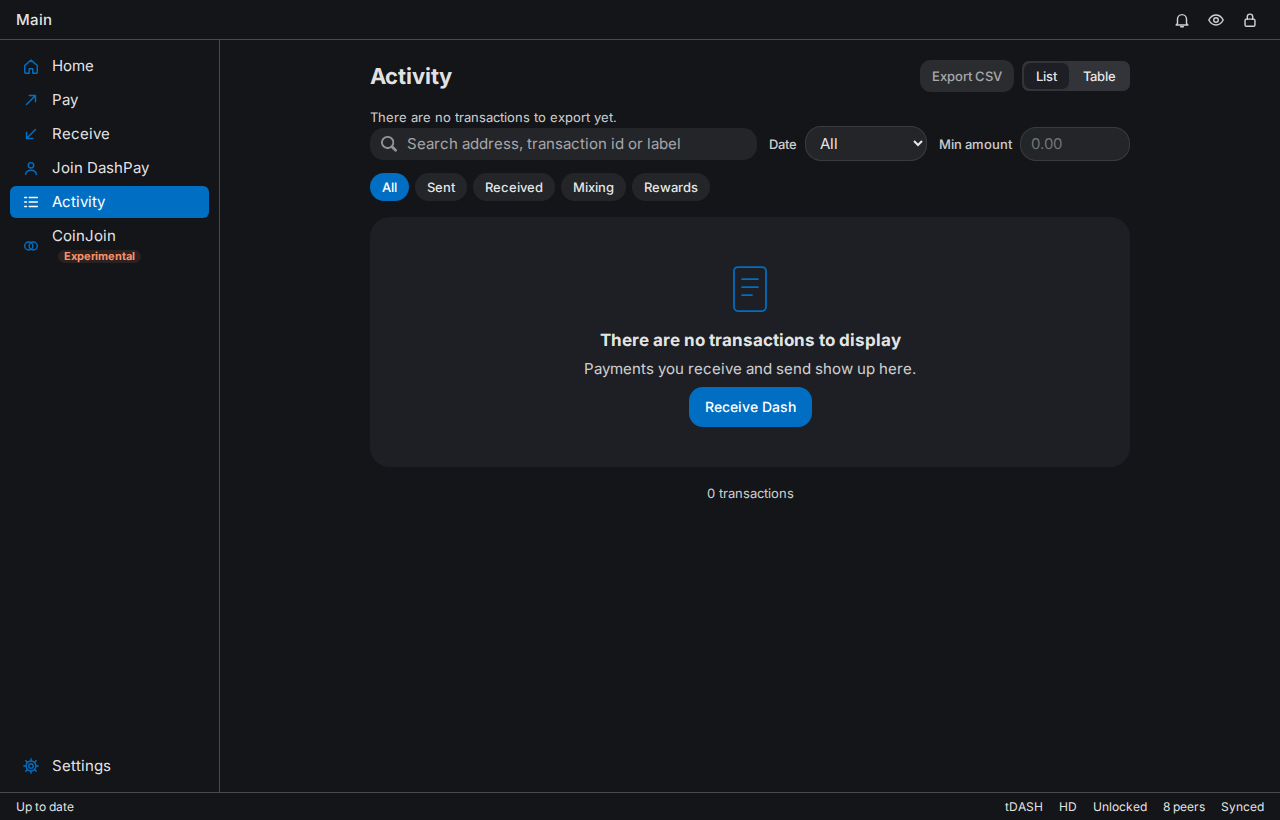 Main
Home
Pay
Receive
Join DashPay
Activity
CoinJoin
Experimental
Settings
Activity
Export CSV
List
Table
There are no transactions to export yet.
Search address, transaction id or label
Date
All
Min amount
0.00
All
Sent
Received
Mixing
Rewards
There are no transactions to display
Payments you receive and send show up here.
Receive Dash
0 transactions
Up to date
tDASH
HD
Unlocked
8 peers
Synced